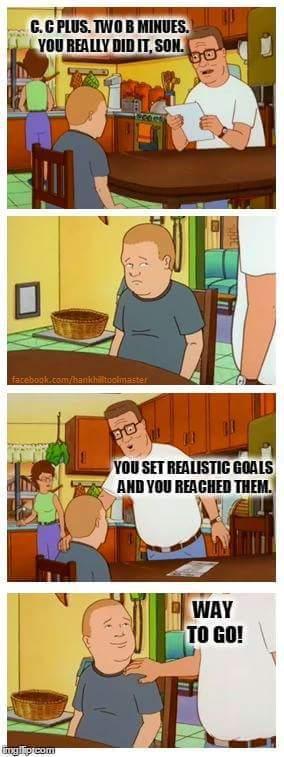 C. C PLUS. TWO B MINUES.
YOU REALLY DID IT, SON.
facebook.com/hankhilltoolmaster
YOU SET REALISTIC GOALS
AND YOU REACHED THEM.
WAY
TO GO!
imgflip.com